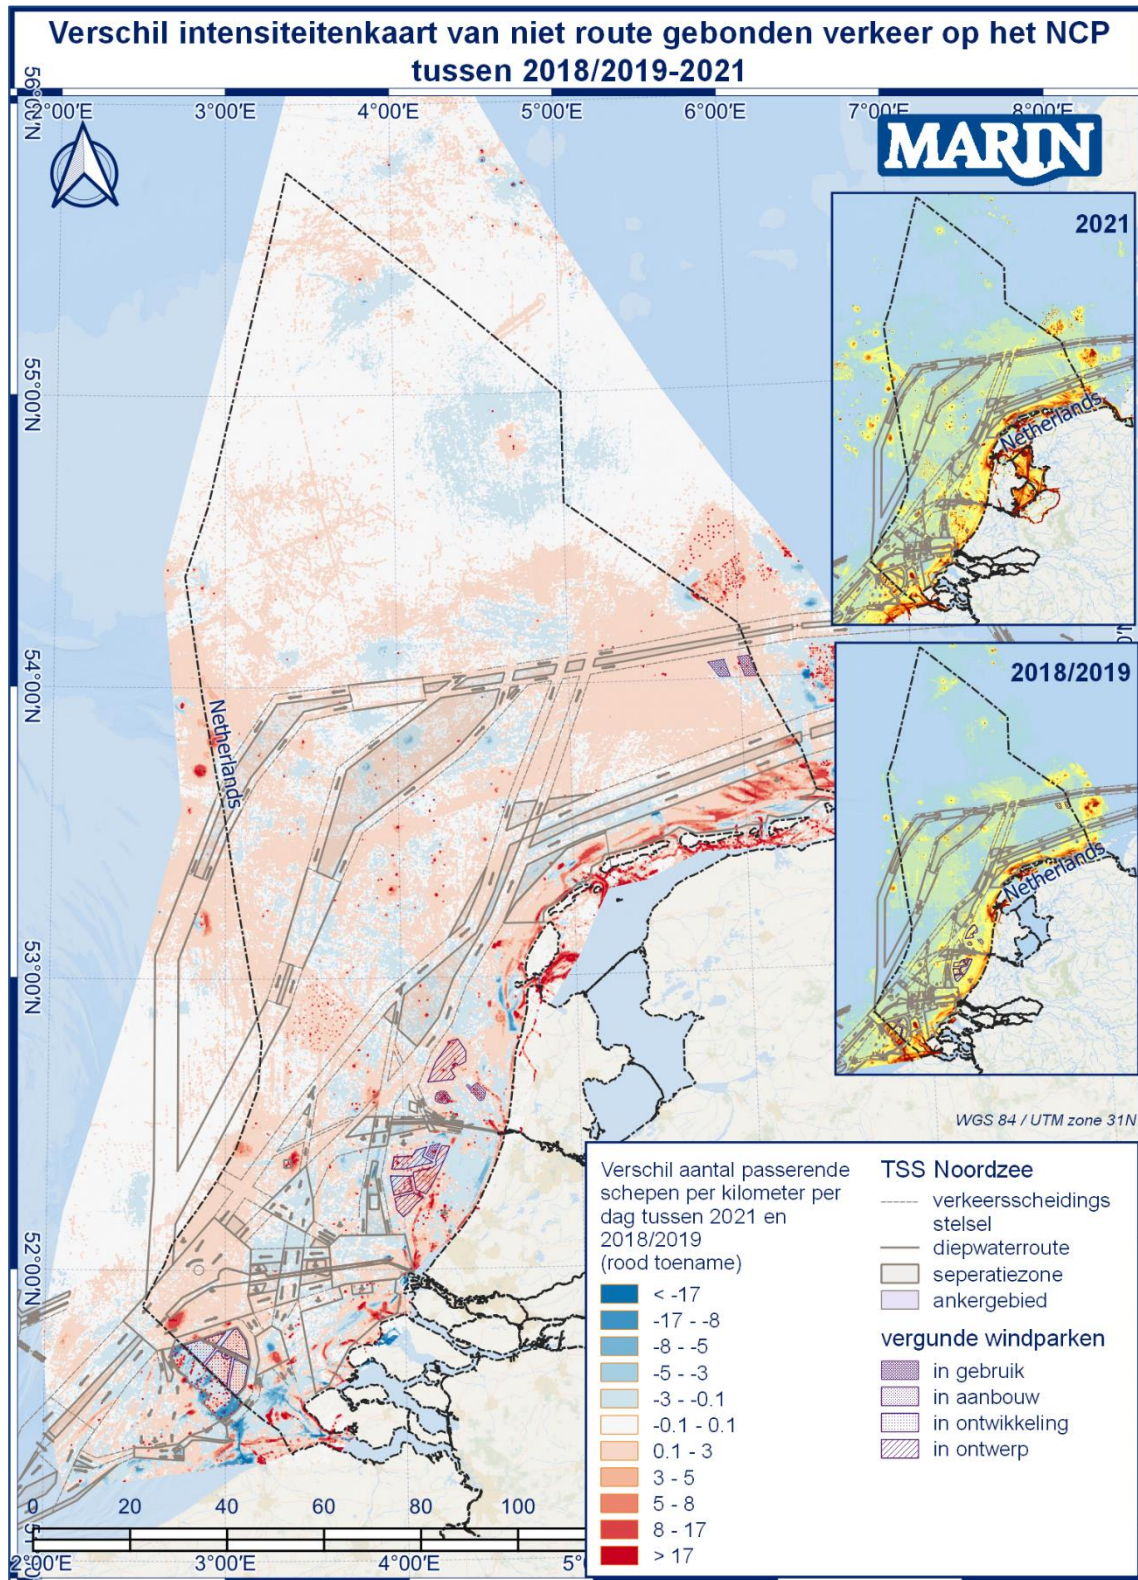 Verschil intensiteitenkaart van niet route gebonden verkeer op het NCP
tussen 2018/2019-2021
56°0'N
2°00'E
3°00'E
4°00'E
5°00'E
6°00'E
7°00'E
8°00'E
MARIN
2021
Netherlands
55°00'N
54°00'N
2018/2019
Netherlands
Netherlands
53°00'N
WGS 84 / UTM zone 31N
52°00'N
Verschil aantal passerende
schepen per kilometer per
dag tussen 2021 en
2018/2019
(rood toename)
< -17
-17 - -8
-8 - -5
-5 - -3
-3 - -0.1
-0.1 - 0.1
0.1 - 3
3 - 5
5 - 8
8 - 17
> 17
TSS Noordzee
verkeersscheidings
stelsel
diepwaterroute
seperatiezone
ankergebied
vergunde windparken
in gebruik
in aanbouw
in ontwikkeling
in ontwerp
0
20
40
60
80
100
2°00'E
3°00'E
4°00'E